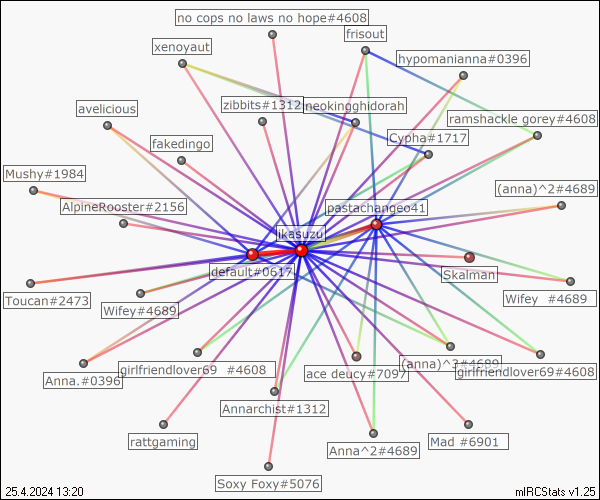 no cops no laws no hope#4608
frisout
xenoyaut
hypomanianna#0396
avelicious
zibbits#1312
neokingghidorah
ramshackle gorey#4608
fakedingo
Cypha#1717
Mushy#1984
(anna)^2#4689
AlpineRooster#2156
pastachangeo41
jikasuzu
default#0617
Skalman
Toucan#2473
Wifey#4689
Wifey #4689
Anna.#0396
girlfriendlover69 #4608
ace deucy#7097
(anna)^3#4689
girlfriendlover69#4608
Annarchist#1312
rattgaming
Anna^2#4689
Mad #6901
Soxy Foxy#5076
25.4.2024 13:20
mIRCStats v1.25